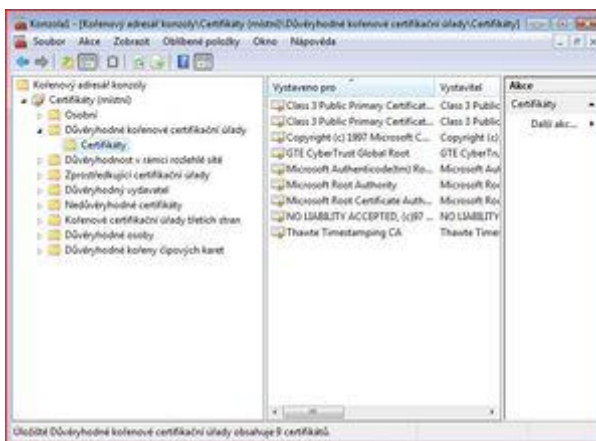 Konzola1 - [Kořenový adresář konzoly\Certifikáty (místní)\Důvěryhodné kořenové certifikační úřady\Certifikáty]
Soubor Akce Zobrazit Oblíbené položky Okno Nápověda
Kořenový adresář konzoly
Certifikáty (místní)
Osobní
Důvěryhodné kořenové certifikační úřady
Certifikáty
Důvěryhodnost v rámci rozlehlé sítě
Zprostředkující certifikační úřady
Důvěryhodný vydavatel
Nedůvěryhodné certifikáty
Kořenové certifikační úřady třetích stran
Důvěryhodné osoby
Důvěryhodné kořeny čipových karet
Vystaveno pro Vystavitel
Class 3 Public Primary Certificat... Class 3 Public
Class 3 Public Primary Certificat... Class 3 Public
Copyright (c) 1997 Microsoft C... Copyright (c)
GTE CyberTrust Global Root GTE CyberTru
Microsoft Authenticode(tm) Ro... Microsoft Aut
Microsoft Root Authority Microsoft Roo
Microsoft Root Certificate Auth... Microsoft Roo
NO LIABILITY ACCEPTED, (c)97 ... NO LIABILITY
Thawte Timestamping CA Thawte Time
Akce
Certifikáty
Další akc...
Úložiště Důvěryhodné kořenové certifikační úřady obsahuje 9 certifikátů.